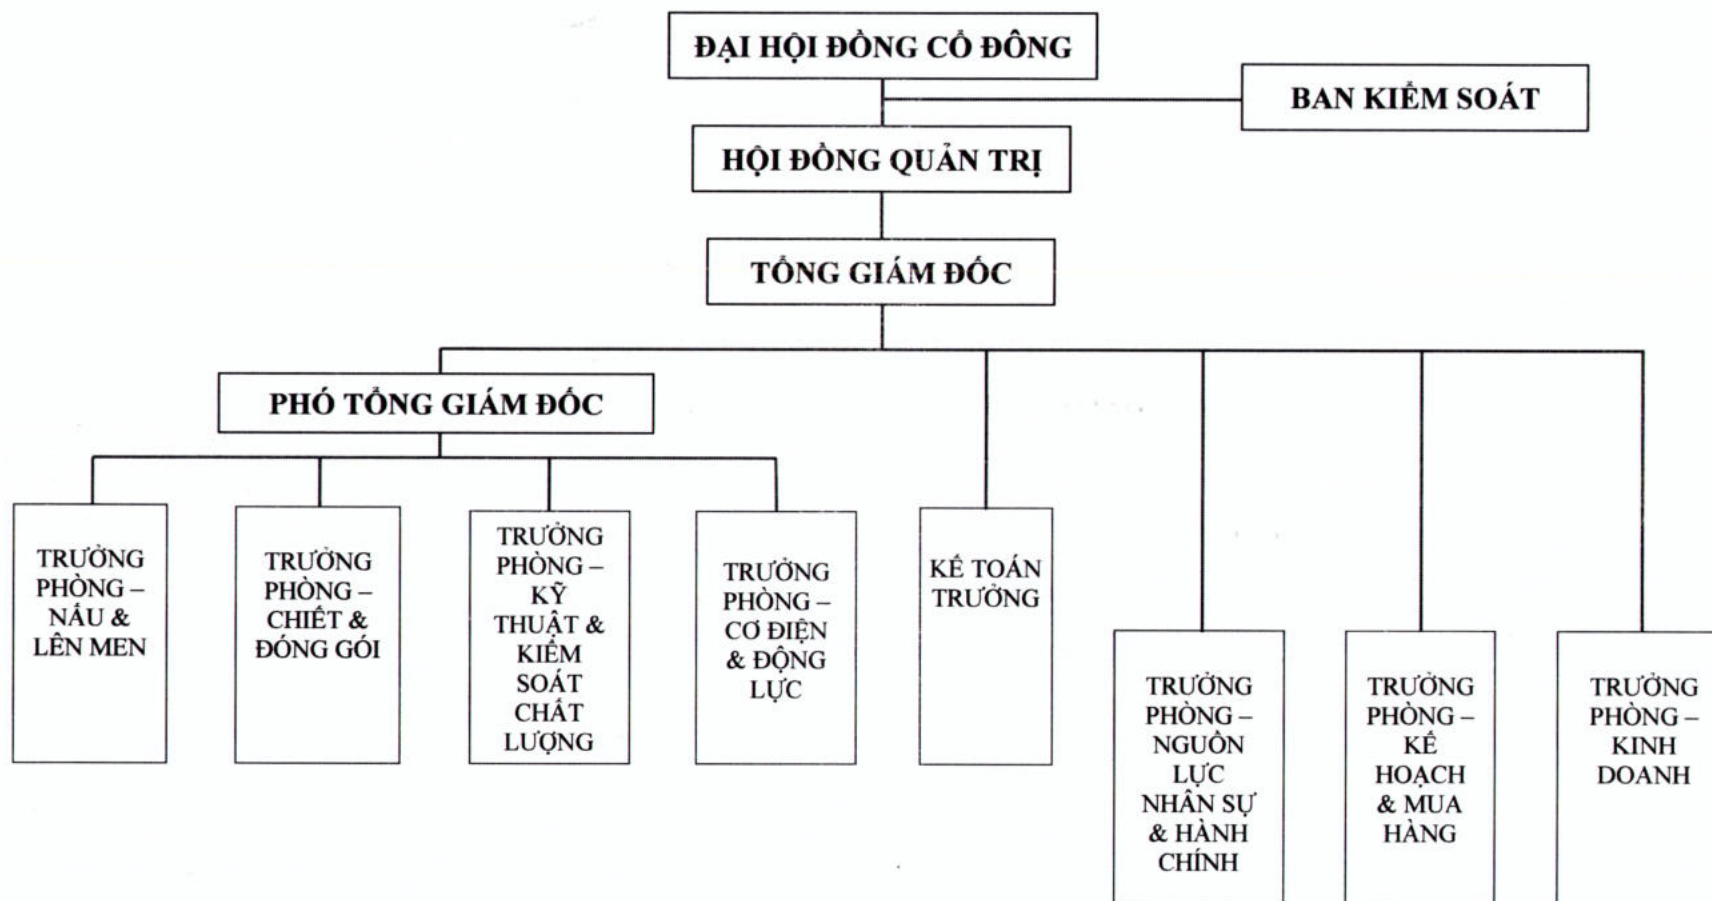 ĐẠI HỘI ĐỒNG CỔ ĐÔNG
BAN KIỂM SOÁT
HỘI ĐỒNG QUẢN TRỊ
TỔNG GIÁM ĐỐC
PHÓ TỔNG GIÁM ĐỐC
TRƯỞNG
PHÒNG –
NẤU &
LÊN MEN
TRƯỞNG
PHÒNG –
CHIẾT &
ĐÓNG GÓI
TRƯỞNG
PHÒNG –
KỸ
THUẬT &
KIỂM
SOÁT
CHẤT
LƯỢNG
TRƯỞNG
PHÒNG –
CƠ ĐIỆN
& ĐỘNG
LỰC
KẾ TOÁN
TRƯỞNG
TRƯỞNG
PHÒNG –
NGUỒN
LỰC
NHÂN SỰ
& HÀNH
CHÍNH
TRƯỞNG
PHÒNG –
KẾ
HOẠCH
& MUA
HÀNG
TRƯỞNG
PHÒNG –
KINH
DOANH